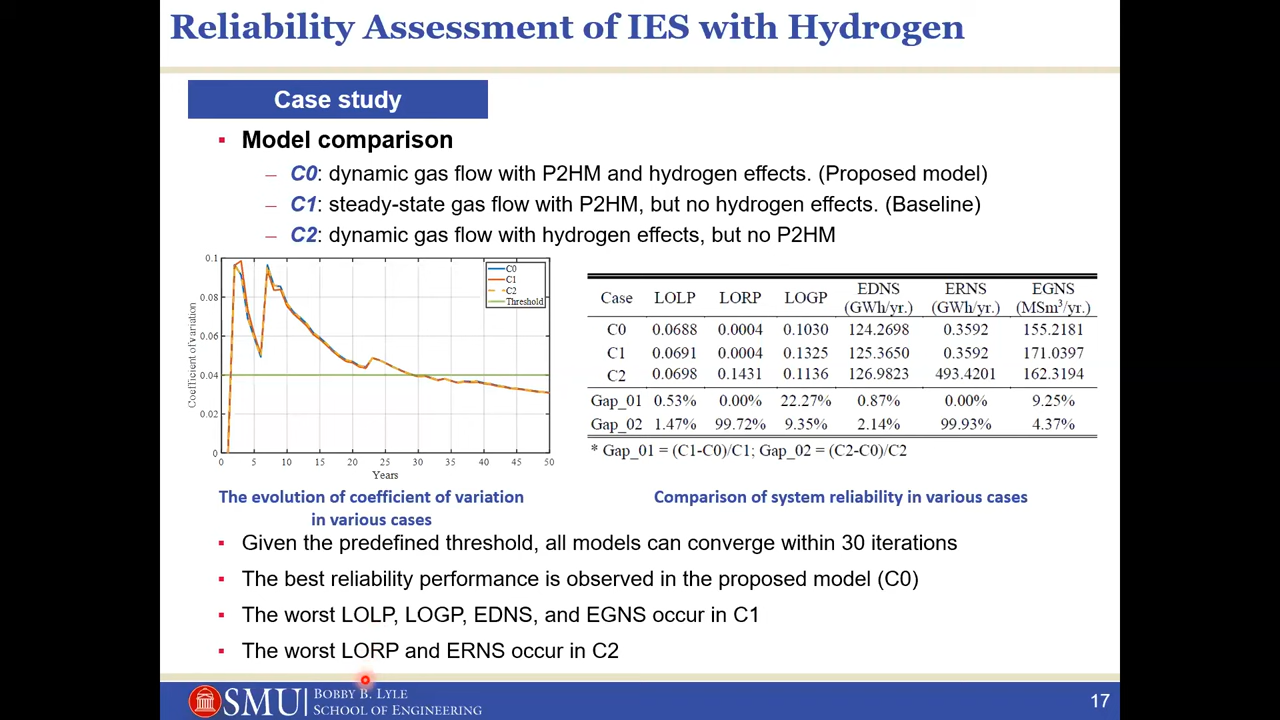 Reliability Assessment of IES with Hydrogen
Case study
▪ Model comparison
– C0: dynamic gas flow with P2HM and hydrogen effects. (Proposed model)
– C1: steady-state gas flow with P2HM, but no hydrogen effects. (Baseline)
– C2: dynamic gas flow with hydrogen effects, but no P2HM
0.1
0.08
0.06
0.04
0.02
0
Coefficient of variation
0 5 10 15 20 25 30 35 40 45 50
Years
C0
C1
C2
Threshold
The evolution of coefficient of variation
in various cases
Case LOLP LORP LOGP EDNS (GWh/yr.) ERNS (GWh/yr.) EGNS (MSm³/yr.)
C0 0.0688 0.0004 0.1030 124.2698 0.3592 155.2181
C1 0.0691 0.0004 0.1325 125.3650 0.3592 171.0397
C2 0.0698 0.1431 0.1136 126.9823 493.4201 162.3194
Gap_01 0.53% 0.00% 22.27% 0.87% 0.00% 9.25%
Gap_02 1.47% 99.72% 9.35% 2.14% 99.93% 4.37%
* Gap_01 = (C1-C0)/C1; Gap_02 = (C2-C0)/C2
Comparison of system reliability in various cases
▪ Given the predefined threshold, all models can converge within 30 iterations
▪ The best reliability performance is observed in the proposed model (C0)
▪ The worst LOLP, LOGP, EDNS, and EGNS occur in C1
▪ The worst LORP and ERNS occur in C2
SMU
BOBBY B. LYLE
SCHOOL OF ENGINEERING
17